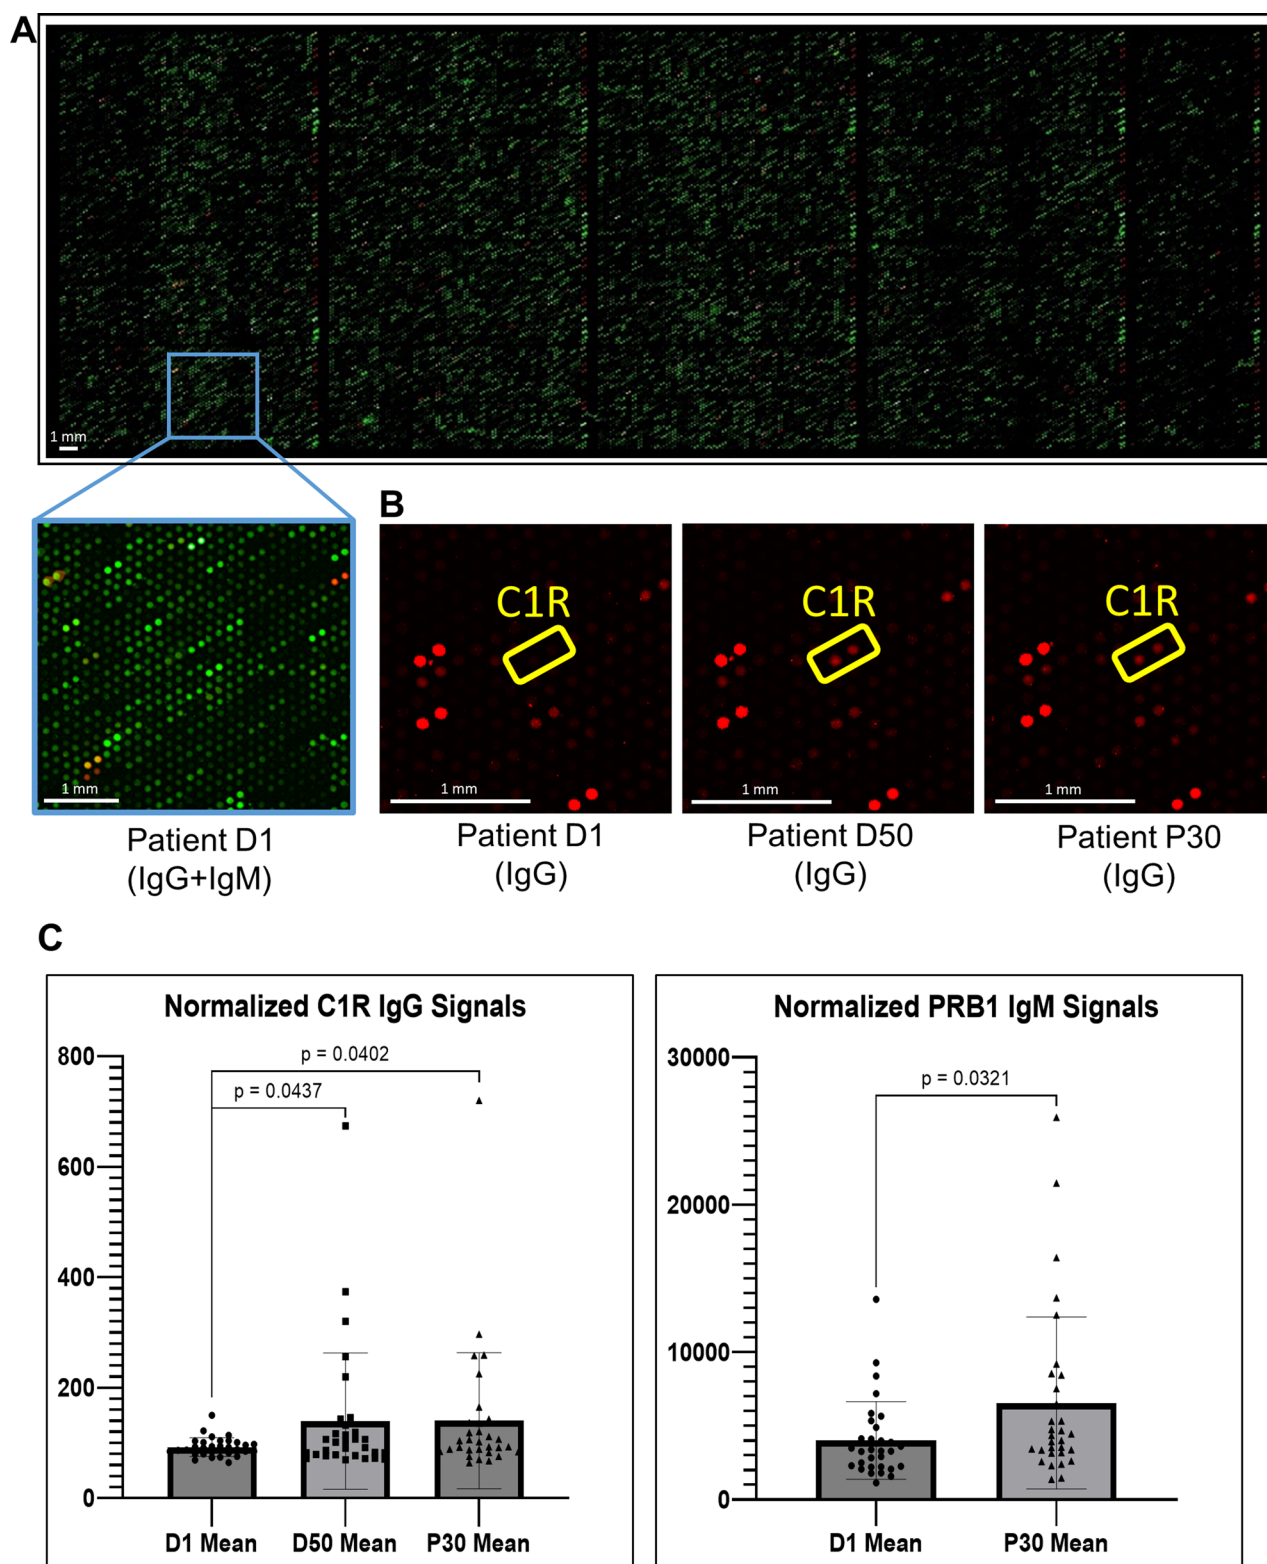 A
1 mm
1 mm
Patient D1
(IgG+IgM)
B
C1R
1 mm
Patient D1
(IgG)
C1R
1 mm
Patient D50
(IgG)
C1R
1 mm
Patient P30
(IgG)
C
Normalized C1R IgG Signals
800
600
400
200
0
p = 0.0402
p = 0.0437
D1 Mean
D50 Mean
P30 Mean
Normalized PRB1 IgM Signals
30000
20000
10000
0
p = 0.0321
D1 Mean
P30 Mean